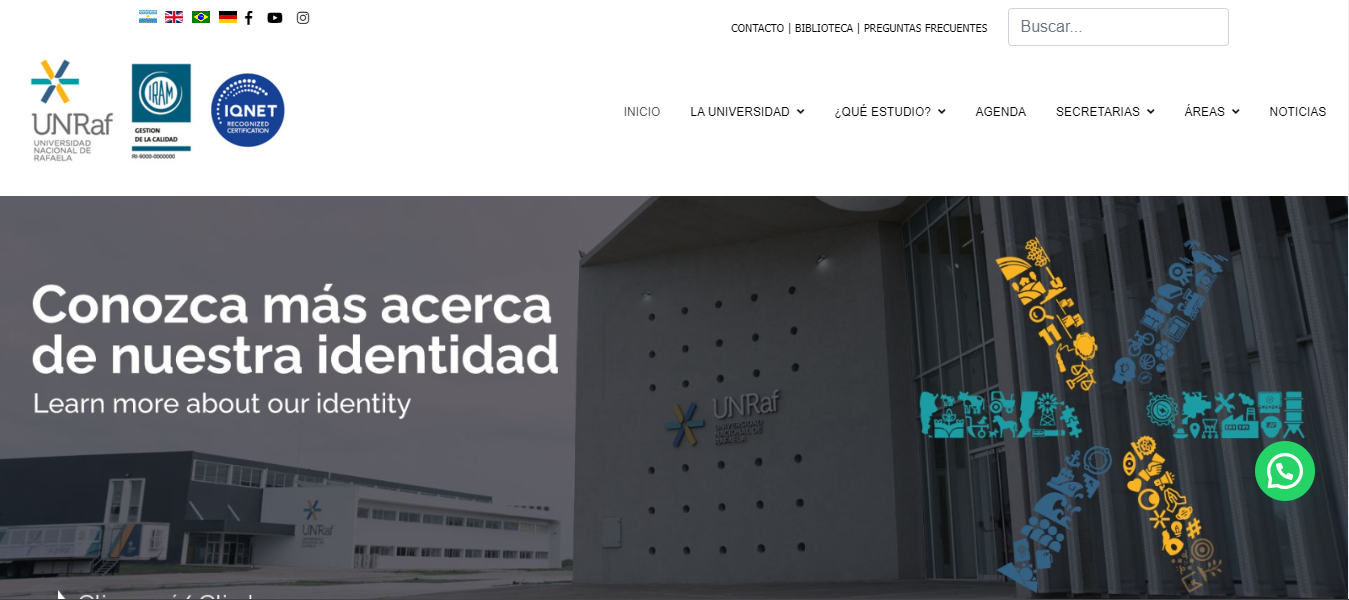 CONTACTO | BIBLIOTECA | PREGUNTAS FRECUENTES
Buscar...
UNRaf
UNIVERSIDAD
NACIONAL DE
RAFAELA
IRAM
GESTION
DE LA CALIDAD
RI-9000-0000000
IQNET
RECOGNIZED
CERTIFICATION
INICIO
LA UNIVERSIDAD
¿QUÉ ESTUDIO?
AGENDA
SECRETARIAS
ÁREAS
NOTICIAS
Conozca más acerca
de nuestra identidad
Learn more about our identity
UNRaf
UNIVERSIDAD
NACIONAL DE
RAFAELA
UNRaf